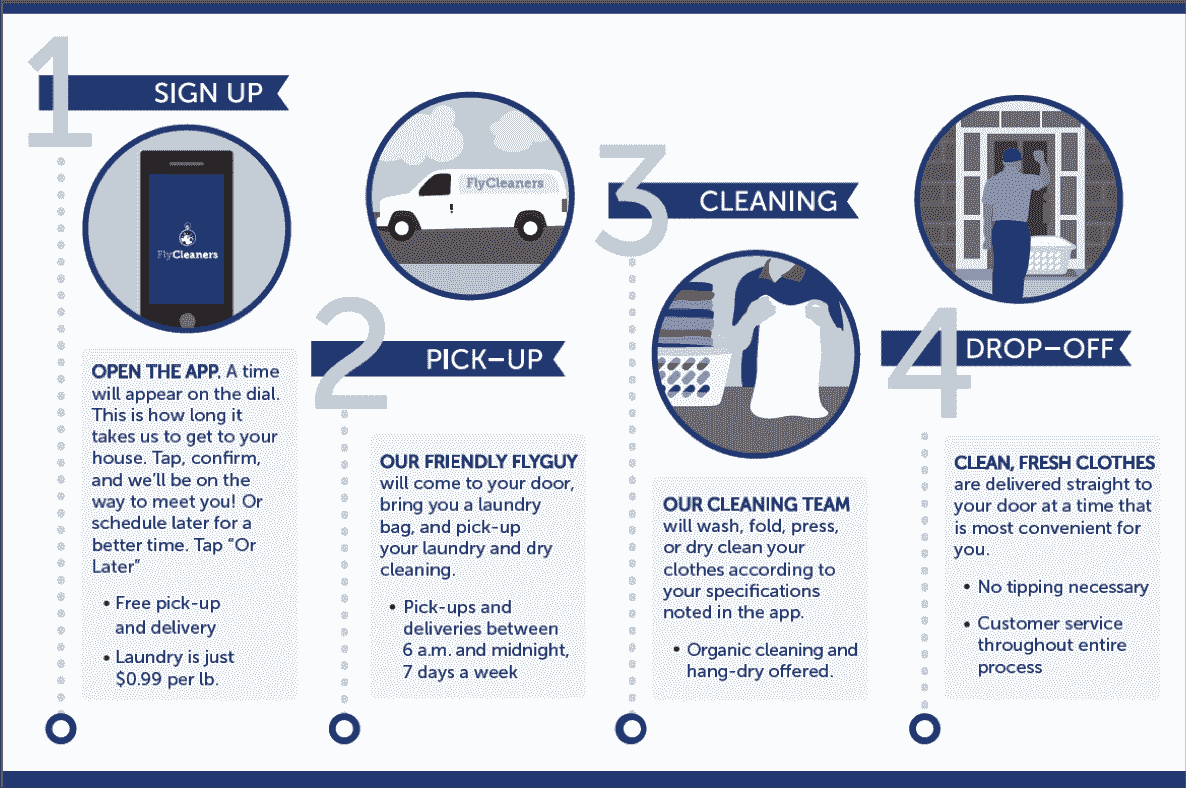 1
SIGN UP
FlyCleaners
OPEN THE APP. A time
will appear on the dial.
This is how long it
takes us to get to your
house. Tap, confirm,
and we'll be on the
way to meet you! Or
schedule later for a
better time. Tap “Or
Later”
• Free pick-up
and delivery
• Laundry is just
$0.99 per lb.
FlyCleaners
2
PICK–UP
OUR FRIENDLY FLYGUY
will come to your door,
bring you a laundry
bag, and pick-up
your laundry and dry
cleaning.
• Pick-ups and
deliveries between
6 a.m. and midnight,
7 days a week
3
CLEANING
OUR CLEANING TEAM
will wash, fold, press,
or dry clean your
clothes according to
your specifications
noted in the app.
• Organic cleaning and
hang-dry offered.
4
DROP–OFF
CLEAN, FRESH CLOTHES
are delivered straight to
your door at a time that
is most convenient for
you.
• No tipping necessary
• Customer service
throughout entire
process